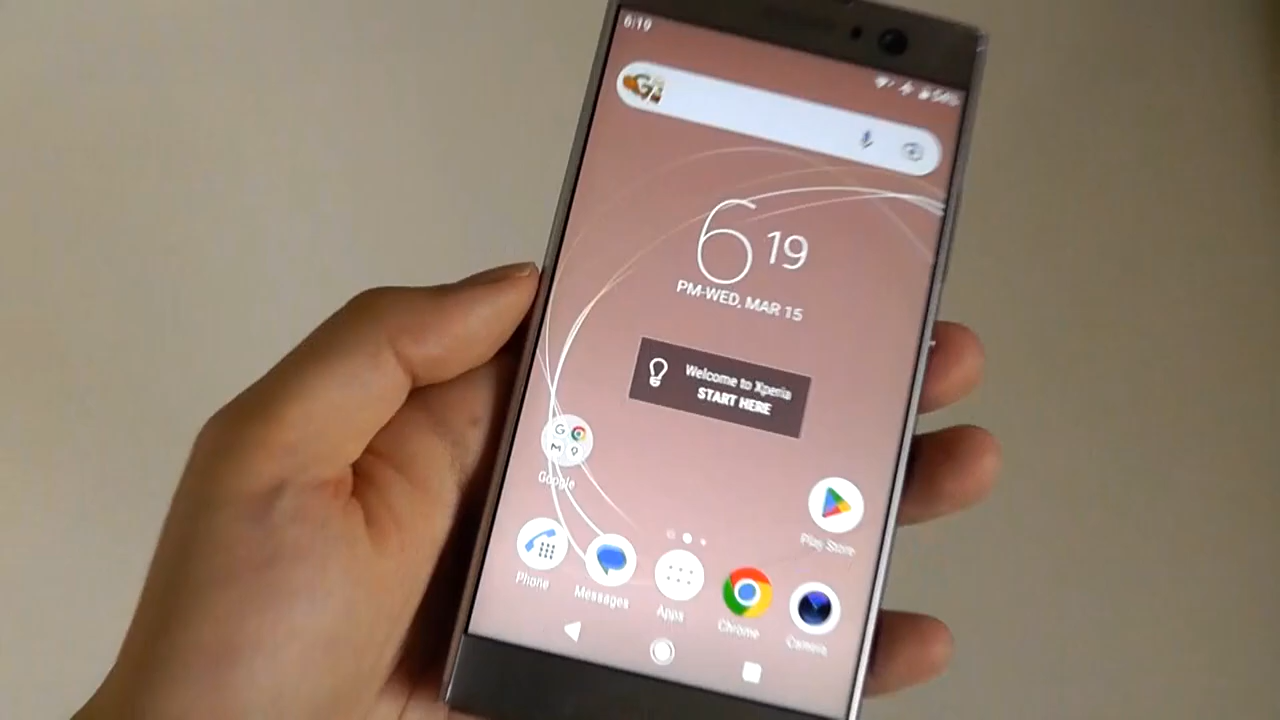 6:19
54%
6 19
PM-WED, MAR 15
Welcome to Xperia
START HERE
Google
Play Store
Phone
Messages
Apps
Chrome
Camera